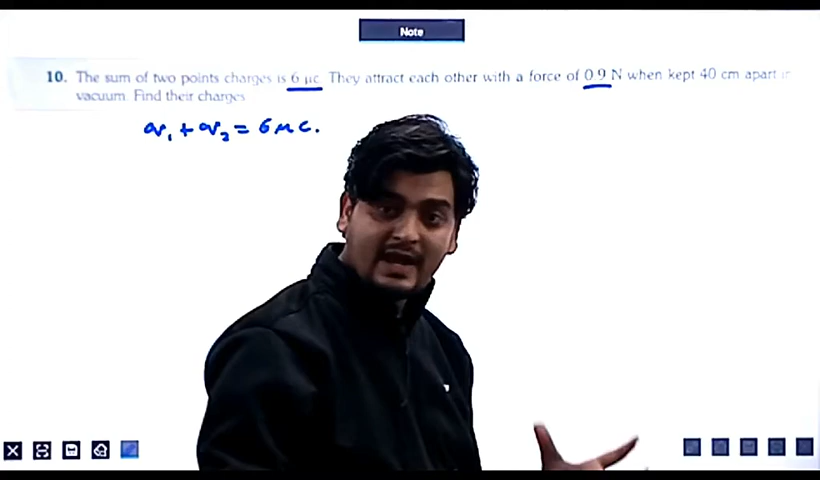 Note
10. The sum of two points charges is 6 μc. They attract each other with a force of 0.9 N when kept 40 cm apart in
vacuum. Find their charges
q₁ + q₂ = 6 μ c.